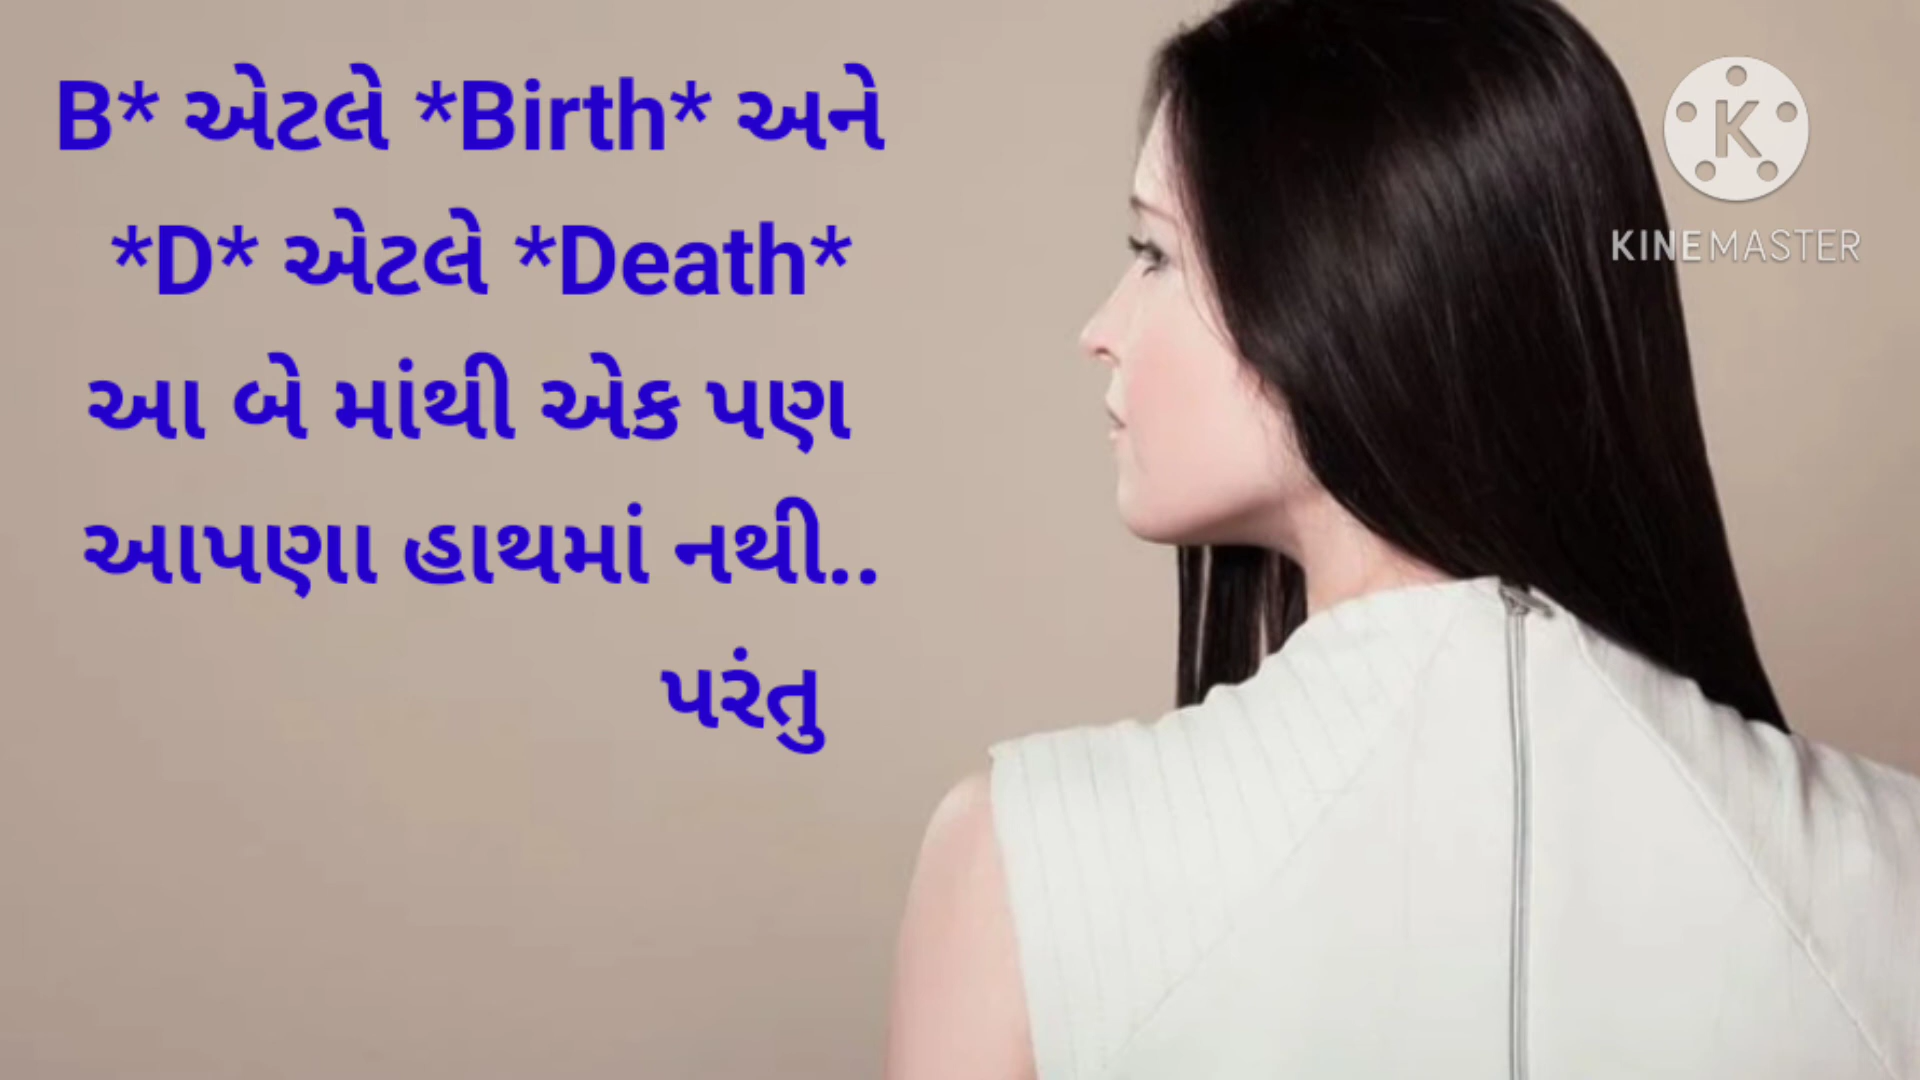 B* એટલે *Birth* અને
*D* એટલે *Death*
આ બે માંથી એક પણ
આપણા હાથમાં નથી..
પરંતુ
K
KINEMASTER